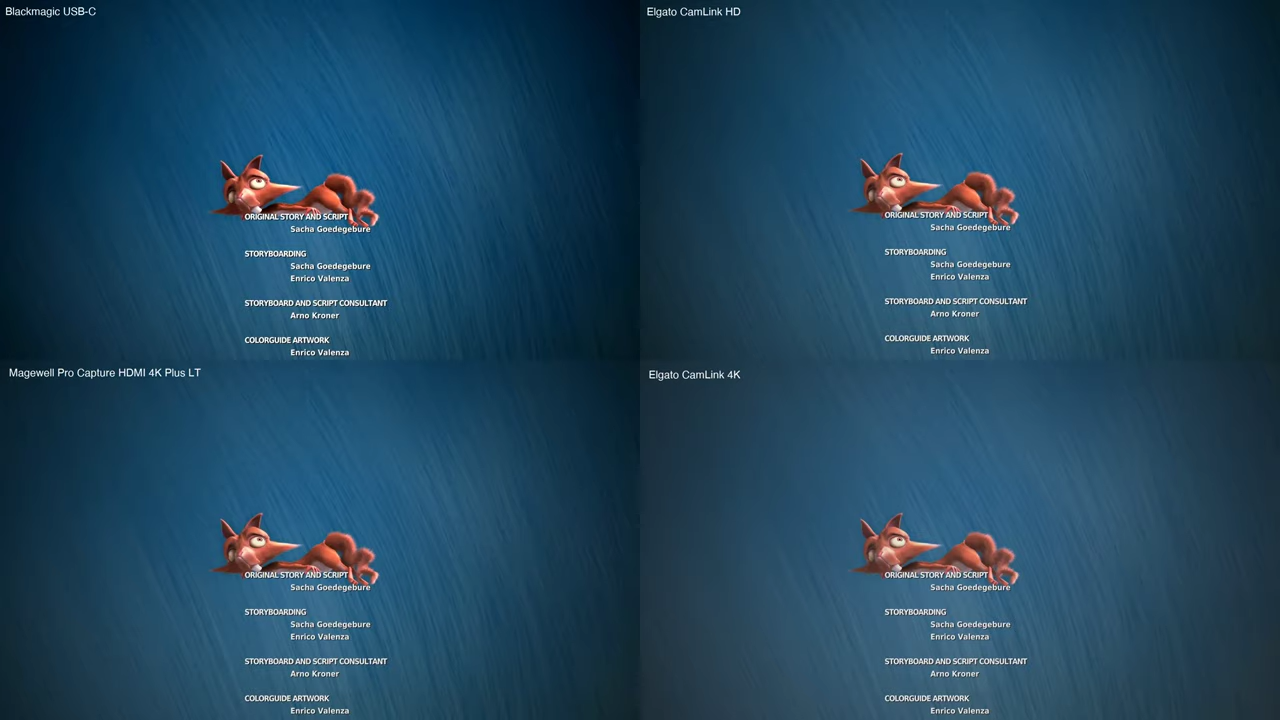 Blackmagic USB-C
ORIGINAL STORY AND SCRIPT
Sacha Goedegebure
STORYBOARDING
Sacha Goedegebure
Enrico Valenza
STORYBOARD AND SCRIPT CONSULTANT
Arno Kroner
COLORGUIDE ARTWORK
Enrico Valenza
Elgato CamLink HD
ORIGINAL STORY AND SCRIPT
Sacha Goedegebure
STORYBOARDING
Sacha Goedegebure
Enrico Valenza
STORYBOARD AND SCRIPT CONSULTANT
Arno Kroner
COLORGUIDE ARTWORK
Enrico Valenza
Magewell Pro Capture HDMI 4K Plus LT
ORIGINAL STORY AND SCRIPT
Sacha Goedegebure
STORYBOARDING
Sacha Goedegebure
Enrico Valenza
STORYBOARD AND SCRIPT CONSULTANT
Arno Kroner
COLORGUIDE ARTWORK
Enrico Valenza
Elgato CamLink 4K
ORIGINAL STORY AND SCRIPT
Sacha Goedegebure
STORYBOARDING
Sacha Goedegebure
Enrico Valenza
STORYBOARD AND SCRIPT CONSULTANT
Arno Kroner
COLORGUIDE ARTWORK
Enrico Valenza